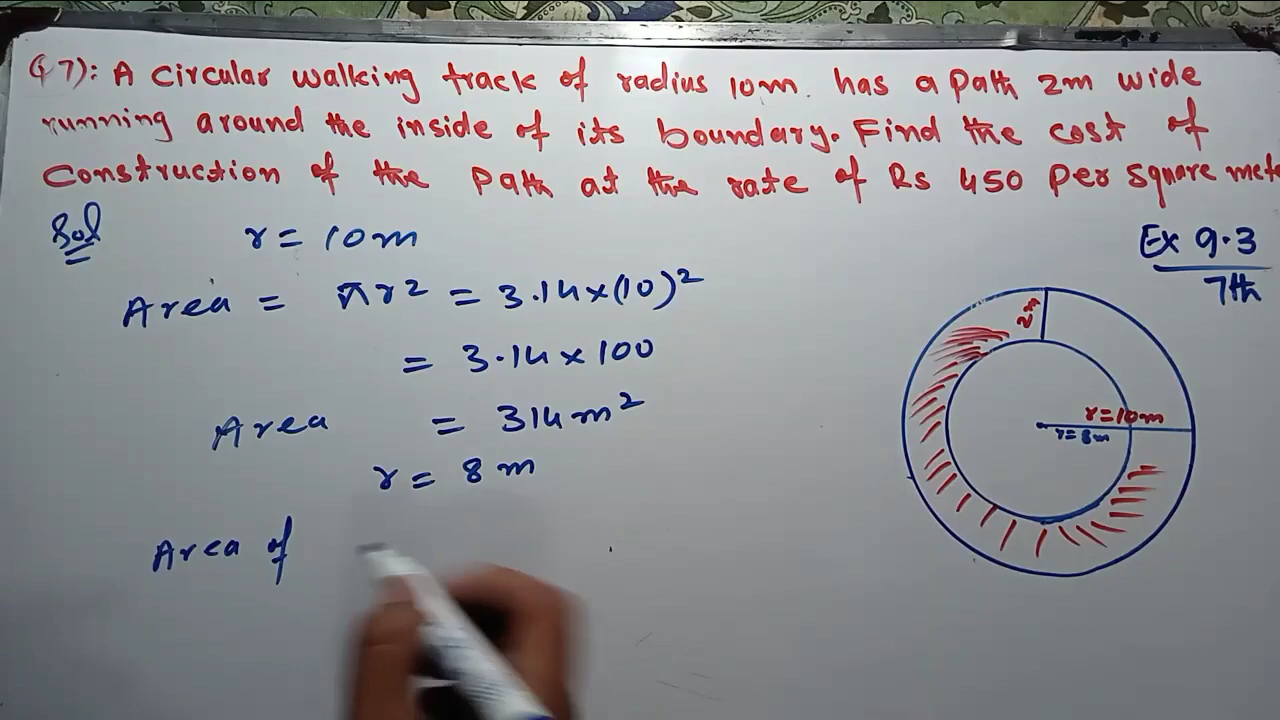 Q 7): A Circular walking track of radius 10m. has a Path 2m wide
running around the inside of its boundary. Find the cost of
Construction of the Path at the rate of Rs 450 Per Square mete
Sol r = 10m
Ex 9.3
7th
Area = πr2 = 3.14×(10)²
= 3.14×100
Area = 314m²
r = 8m
Area of
2m
r=10m
r=8m